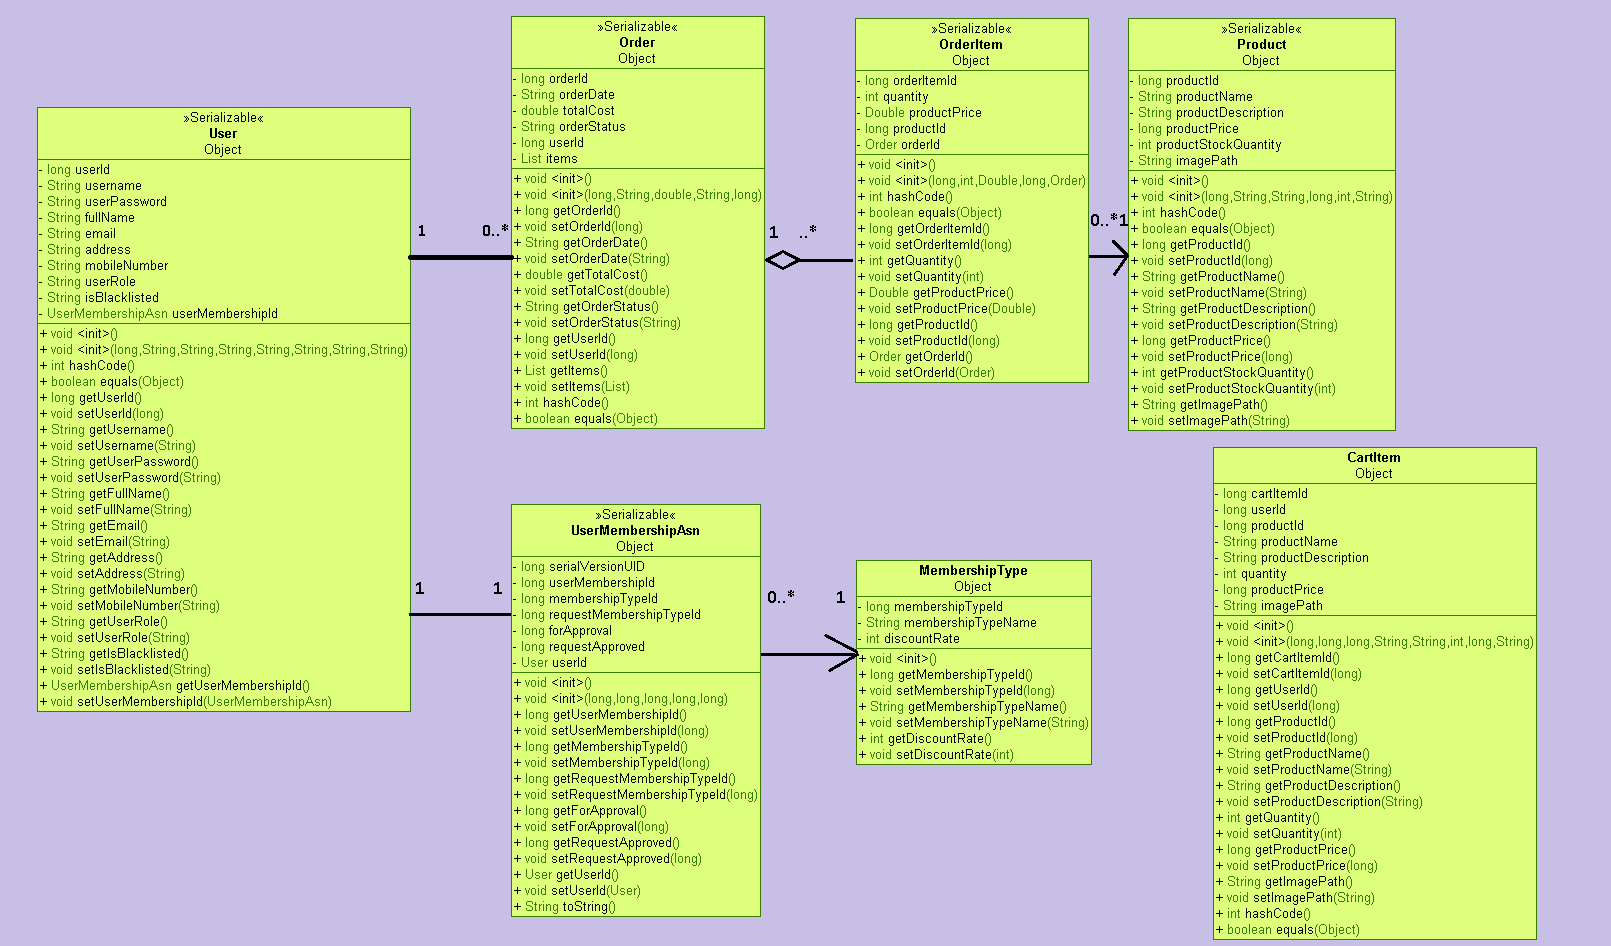 »Serializable«
User
Object
- long userId
- String username
- String userPassword
- String fullName
- String email
- String address
- String mobileNumber
- String userRole
- String isBlacklisted
- UserMembershipAsn userMembershipId
+ void <init>()
+ void <init>(long,String,String,String,String,String,String,String)
+ int hashCode()
+ boolean equals(Object)
+ long getUserId()
+ void setUserId(long)
+ String getUsername()
+ void setUsername(String)
+ String getUserPassword()
+ void setUserPassword(String)
+ String getFullName()
+ void setFullName(String)
+ String getEmail()
+ void setEmail(String)
+ String getAddress()
+ void setAddress(String)
+ String getMobileNumber()
+ void setMobileNumber(String)
+ String getUserRole()
+ void setUserRole(String)
+ String getIsBlacklisted()
+ void setIsBlacklisted(String)
+ UserMembershipAsn getUserMembershipId()
+ void setUserMembershipId(UserMembershipAsn)
1 0..*
»Serializable«
Order
Object
- long orderId
- String orderDate
- double totalCost
- String orderStatus
- long userId
- List items
+ void <init>()
+ void <init>(long,String,double,String,long)
+ long getOrderId()
+ void setOrderId(long)
+ String getOrderDate()
+ void setOrderDate(String)
+ double getTotalCost()
+ void setTotalCost(double)
+ String getOrderStatus()
+ void setOrderStatus(String)
+ long getUserId()
+ void setUserId(long)
+ List getItems()
+ void setItems(List)
+ int hashCode()
+ boolean equals(Object)
1 ..*
»Serializable«
OrderItem
Object
- long orderItemId
- int quantity
- Double productPrice
- long productId
- Order orderId
+ void <init>()
+ void <init>(long,int,Double,long,Order)
+ int hashCode()
+ boolean equals(Object)
+ long getOrderItemId()
+ void setOrderItemId(long)
+ int getQuantity()
+ void setQuantity(int)
+ Double getProductPrice()
+ void setProductPrice(Double)
+ long getProductId()
+ void setProductId(long)
+ Order getOrderId()
+ void setOrderId(Order)
0..*1
»Serializable«
Product
Object
- long productId
- String productName
- String productDescription
- long productPrice
- int productStockQuantity
- String imagePath
+ void <init>()
+ void <init>(long,String,String,long,int,String)
+ int hashCode()
+ boolean equals(Object)
+ long getProductId()
+ void setProductId(long)
+ String getProductName()
+ void setProductName(String)
+ String getProductDescription()
+ void setProductDescription(String)
+ long getProductPrice()
+ void setProductPrice(long)
+ int getProductStockQuantity()
+ void setProductStockQuantity(int)
+ String getImagePath()
+ void setImagePath(String)
1 1
»Serializable«
UserMembershipAsn
Object
- long serialVersionUID
- long userMembershipId
- long membershipTypeId
- long requestMembershipTypeId
- long forApproval
- long requestApproved
- User userId
+ void <init>()
+ void <init>(long,long,long,long,long)
+ long getUserMembershipId()
+ void setUserMembershipId(long)
+ long getMembershipTypeId()
+ void setMembershipTypeId(long)
+ long getRequestMembershipTypeId()
+ void setRequestMembershipTypeId(long)
+ long getForApproval()
+ void setForApproval(long)
+ long getRequestApproved()
+ void setRequestApproved(long)
+ User getUserId()
+ void setUserId(User)
+ String toString()
0..* 1
MembershipType
Object
- long membershipTypeId
- String membershipTypeName
- int discountRate
+ void <init>()
+ long getMembershipTypeId()
+ void setMembershipTypeId(long)
+ String getMembershipTypeName()
+ void setMembershipTypeName(String)
+ int getDiscountRate()
+ void setDiscountRate(int)
CartItem
Object
- long cartItemId
- long userId
- long productId
- String productName
- String productDescription
- int quantity
- long productPrice
- String imagePath
+ void <init>()
+ void <init>(long,long,long,String,String,int,long,String)
+ long getCartItemId()
+ void setCartItemId(long)
+ long getUserId()
+ void setUserId(long)
+ long getProductId()
+ void setProductId(long)
+ String getProductName()
+ void setProductName(String)
+ String getProductDescription()
+ void setProductDescription(String)
+ int getQuantity()
+ void setQuantity(int)
+ long getProductPrice()
+ void setProductPrice(long)
+ String getImagePath()
+ void setImagePath(String)
+ int hashCode()
+ boolean equals(Object)